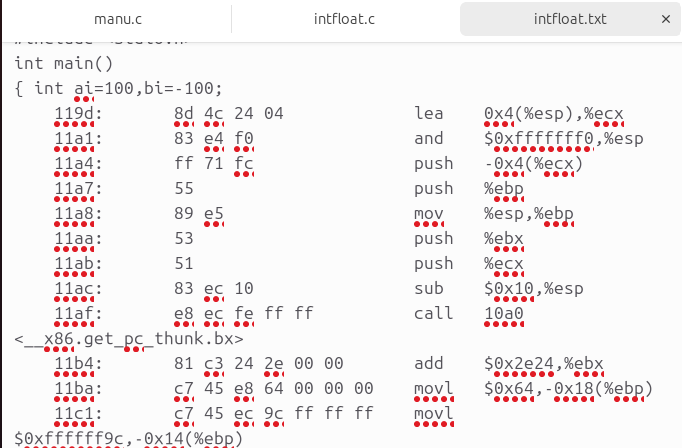 manu.c intfloat.c intfloat.txt ×
#include <stdio.h>
int main()
{ int ai=100,bi=-100;
119d: 8d 4c 24 04 lea 0x4(%esp),%ecx
11a1: 83 e4 f0 and $0xfffffff0,%esp
11a4: ff 71 fc push -0x4(%ecx)
11a7: 55 push %ebp
11a8: 89 e5 mov %esp,%ebp
11aa: 53 push %ebx
11ab: 51 push %ecx
11ac: 83 ec 10 sub $0x10,%esp
11af: e8 ec fe ff ff call 10a0
<__x86.get_pc_thunk.bx>
11b4: 81 c3 24 2e 00 00 add $0x2e24,%ebx
11ba: c7 45 e8 64 00 00 00 movl $0x64,-0x18(%ebp)
11c1: c7 45 ec 9c ff ff ff movl
$0xffffff9c,-0x14(%ebp)